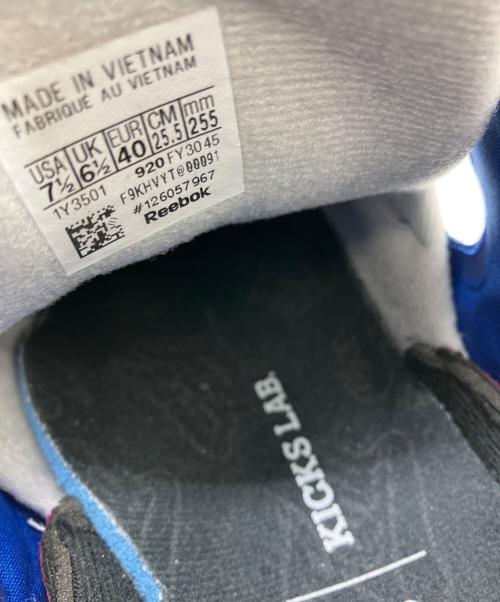 MADE IN VIETNAM
FABRIQUE AU VIETNAM
USA UK EUR CM mm
7½ 6½ 40 25.5 255
1Y3501 920 FY3045
F9KHVYT@00091
#126057967
Reebok
KICKS LAB.